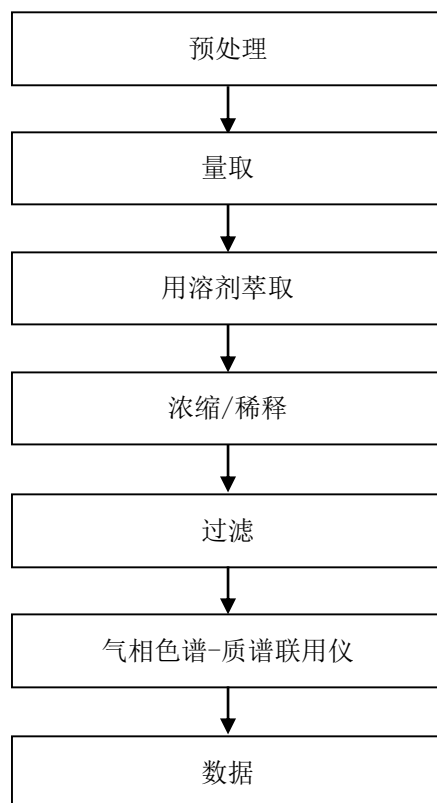 预处理
量取
用溶剂萃取
浓缩/稀释
过滤
气相色谱-质谱联用仪
数据